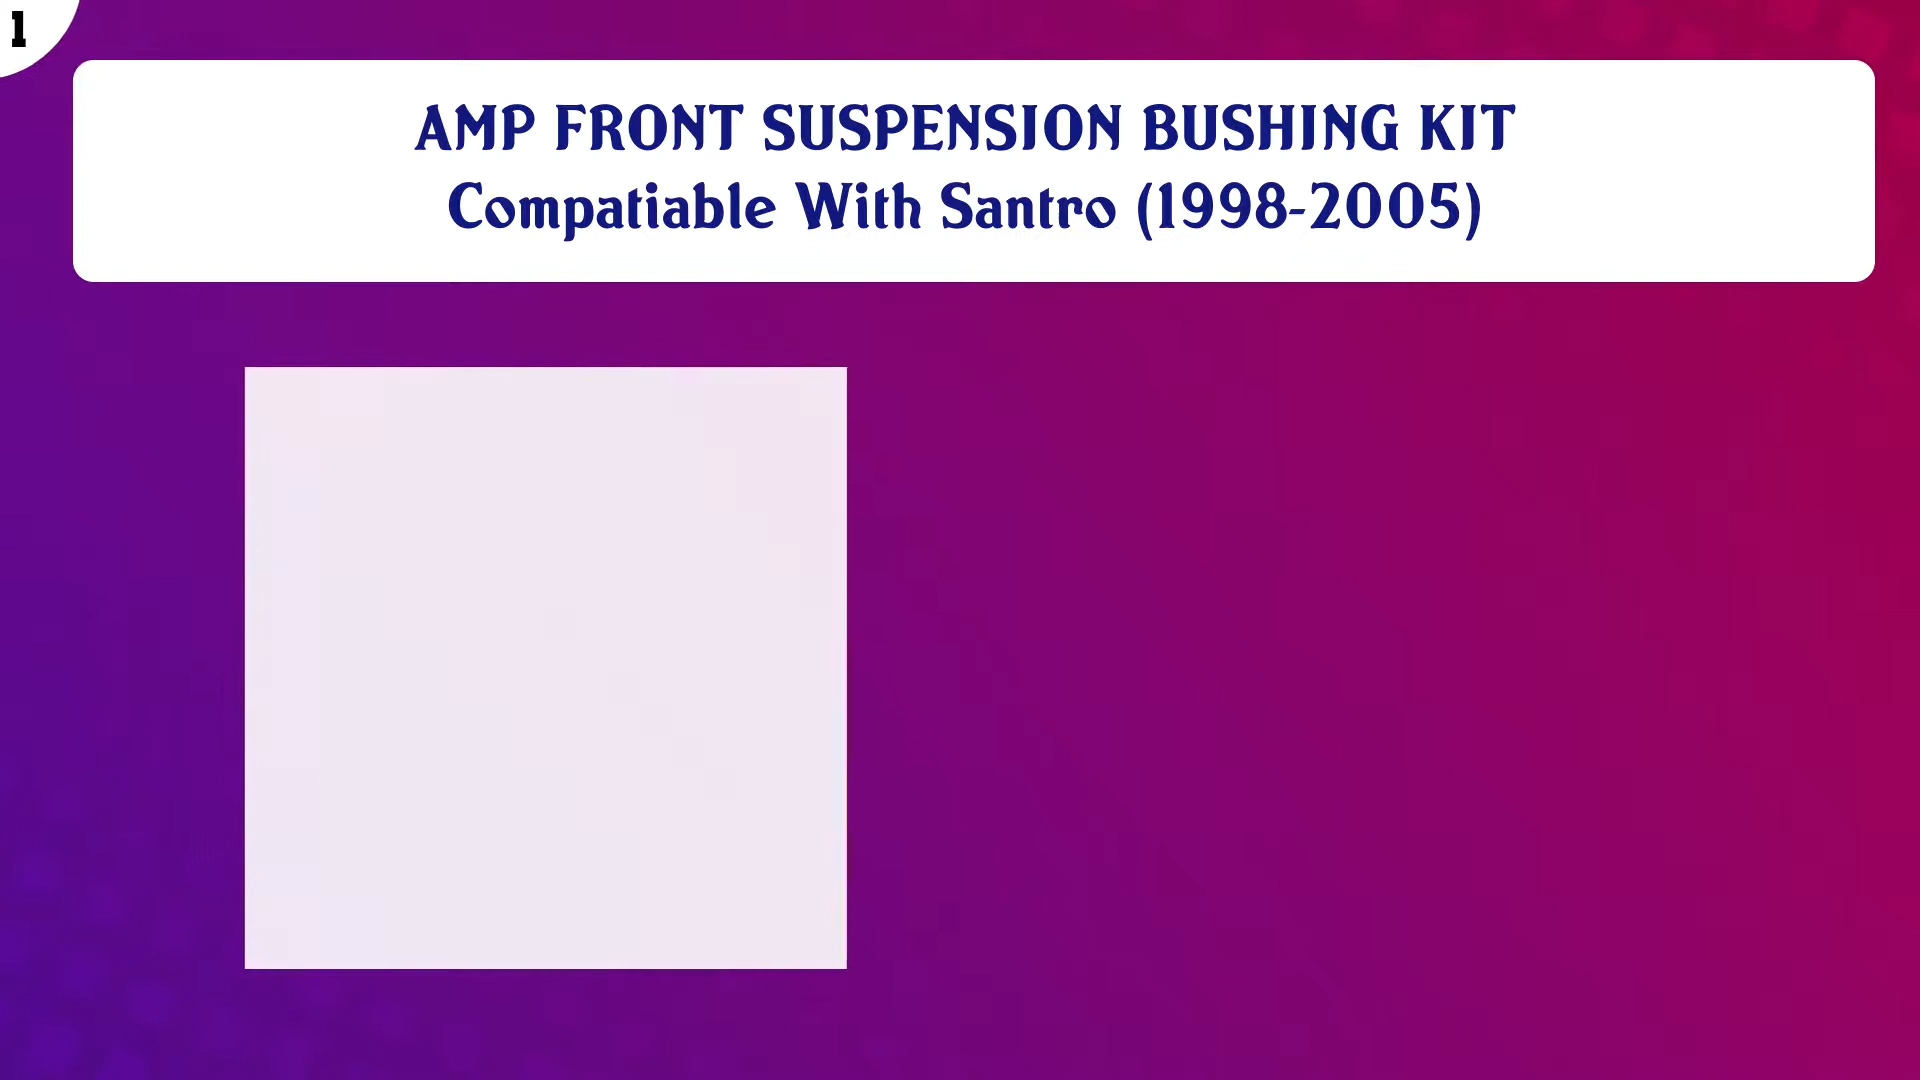 1
AMP FRONT SUSPENSION BUSHING KIT
Compatiable With Santro (1998-2005)